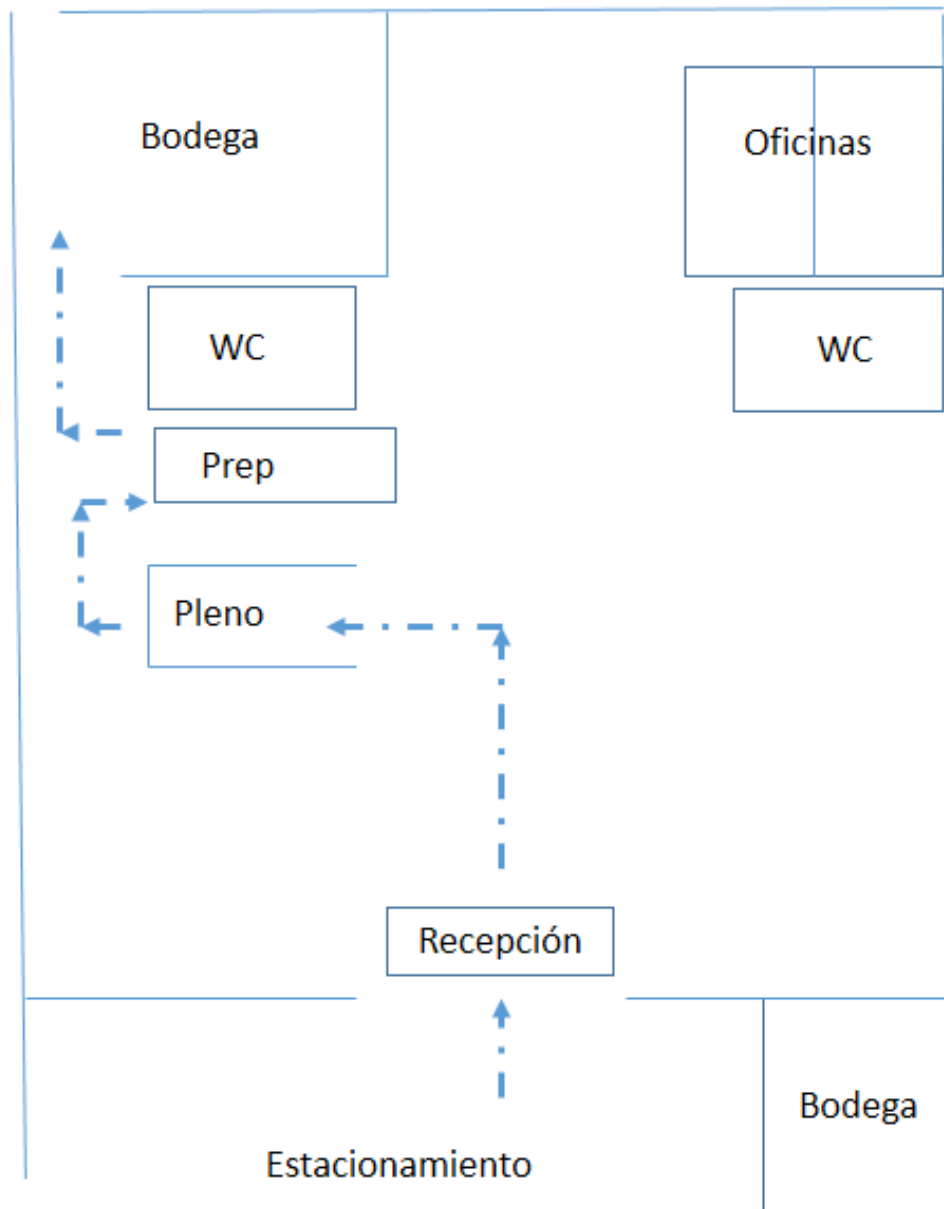 Bodega
Oficinas
WC
WC
Prep
Pleno
Recepción
Bodega
Estacionamiento